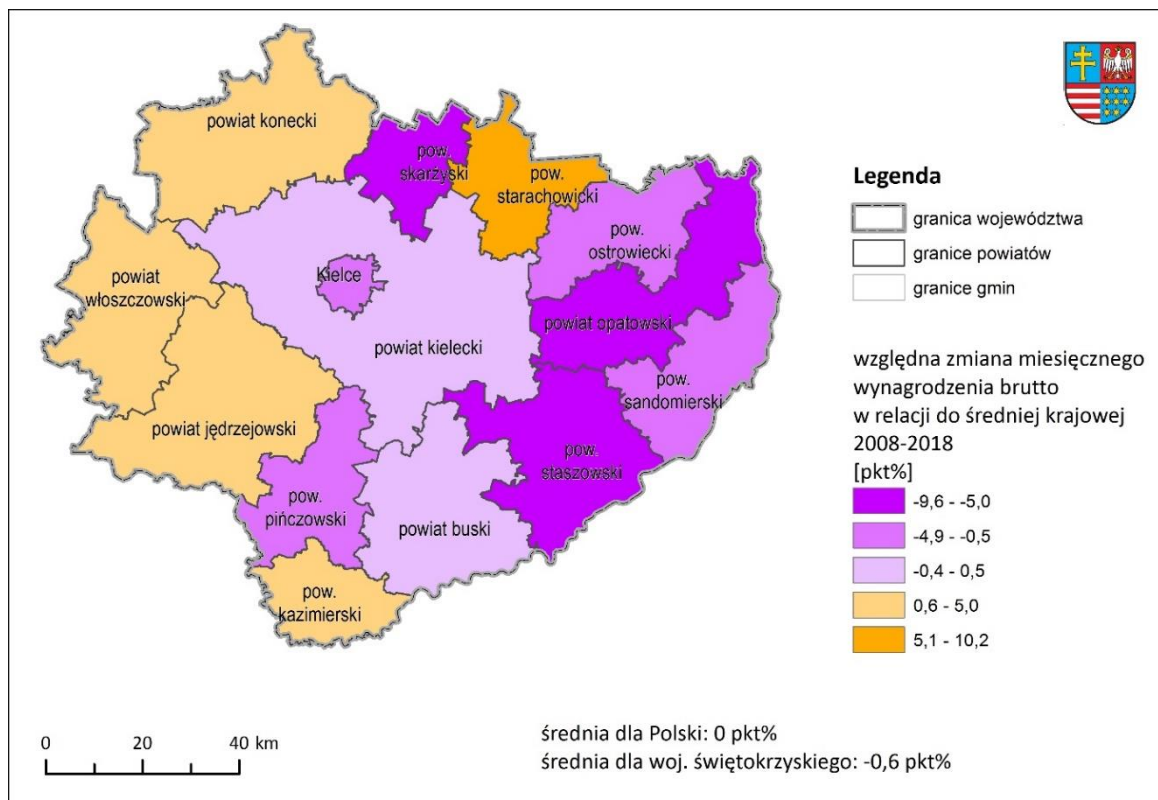 powiat konecki
pow.
skarżyski
pow.
starachowicki
pow.
ostrowiecki
powiat
włoszczowski
Kielce
powiat opatowski
powiat kielecki
pow.
sandomierski
powiat jędrzejowski
pow.
staszowski
pow.
pińczowski
powiat buski
pow.
kazimierski
Legenda
granica województwa
granice powiatów
granice gmin
względna zmiana miesięcznego
wynagrodzenia brutto
w relacji do średniej krajowej
2008-2018
[pkt%]
-9,6 - -5,0
-4,9 - -0,5
-0,4 - 0,5
0,6 - 5,0
5,1 - 10,2
0 20 40 km
średnia dla Polski: 0 pkt%
średnia dla woj. świętokrzyskiego: -0,6 pkt%